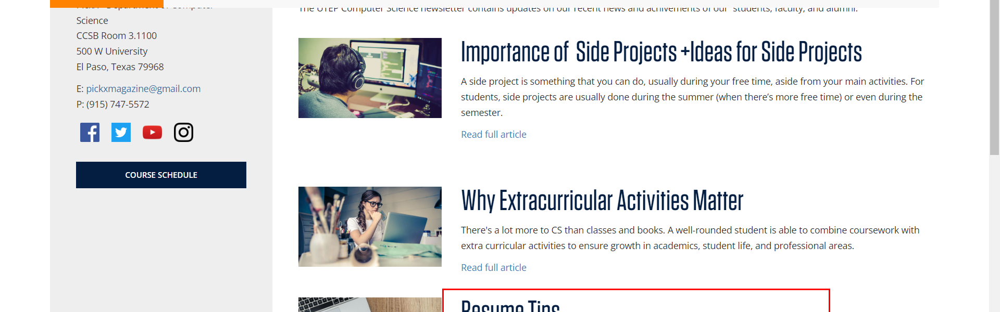 PickX - Department of Computer
Science
CCSB Room 3.1100
500 W University
El Paso, Texas 79968
E: pickxmagazine@gmail.com
P: (915) 747-5572
COURSE SCHEDULE
The UTEP Computer Science newsletter contains updates on our recent news and achivements of our students, faculty, and alumni.
Importance of Side Projects +Ideas for Side Projects
A side project is something that you can do, usually during your free time, aside from your main activities. For
students, side projects are usually done during the summer (when there’s more free time) or even during the
semester.
Read full article
Why Extracurricular Activities Matter
There's a lot more to CS than classes and books. A well-rounded student is able to combine coursework with
extra curricular activities to ensure growth in academics, student life, and professional areas.
Read full article
Resume Tips